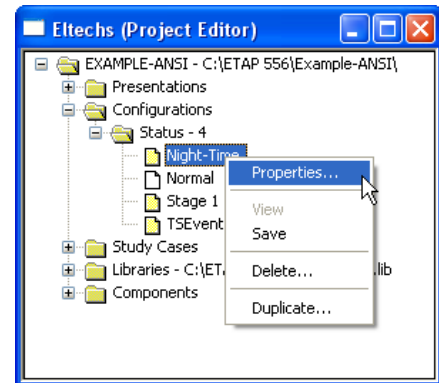 Eltechs (Project Editor)
EXAMPLE-ANSI - C:\ETAP 556\Example-ANSI\
Presentations
Configurations
Status - 4
Night-Time
Normal
Stage 1
TSEvent
Study Cases
Libraries - C:\ET .lib
Components
Properties...
View
Save
Delete...
Duplicate...